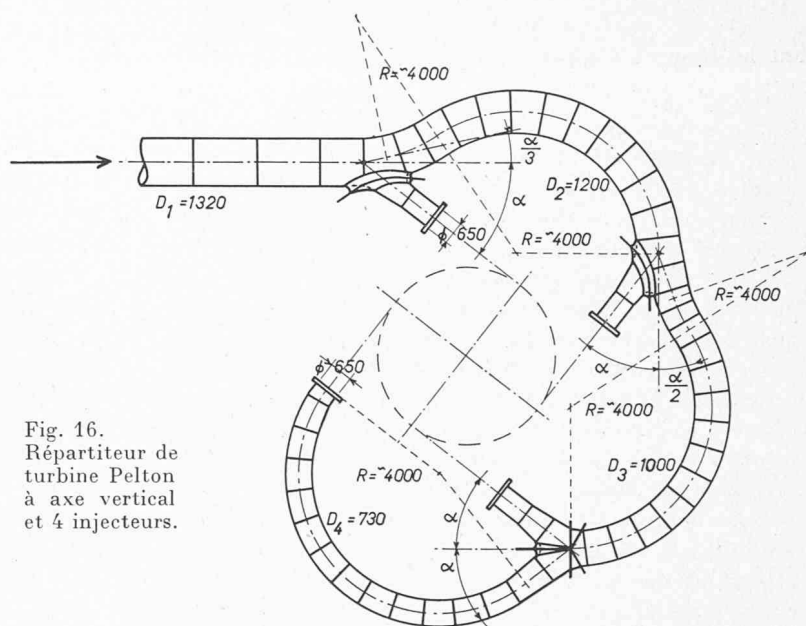 R=~4000
α/3
D₂=1200
D₁=1320
α
φ 650
R=~4000
R=~4000
α
α/2
φ 650
R=~4000
Fig. 16.
Répartiteur de
turbine Pelton
à axe vertical
et 4 injecteurs.
R=~4000
D₃=1000
α
D₄=730
α